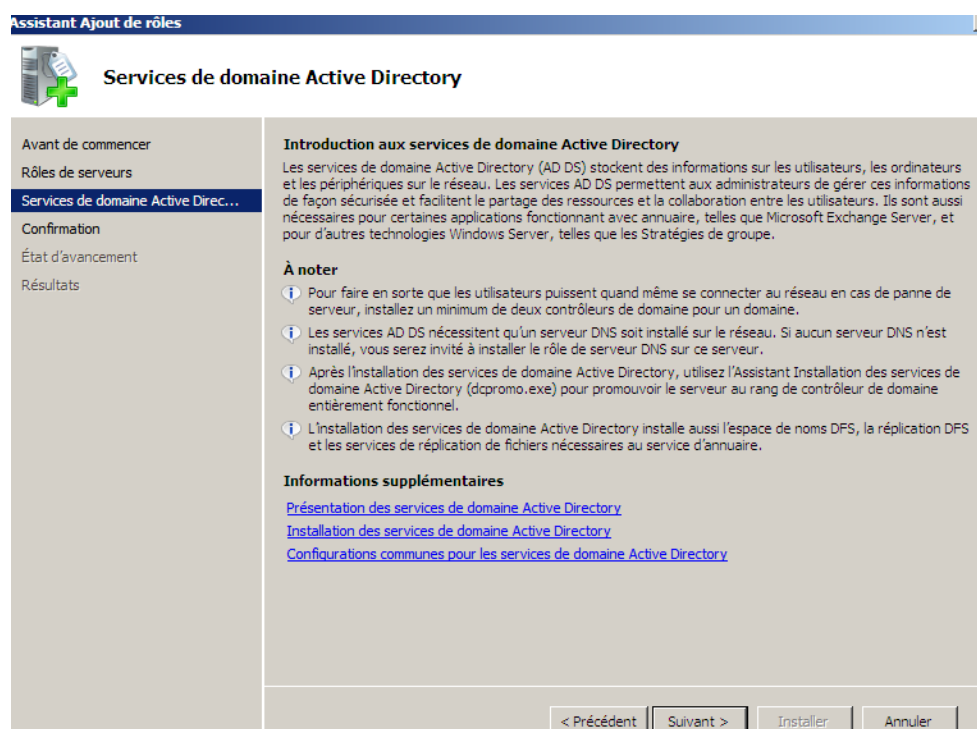 Assistant Ajout de rôles
Services de domaine Active Directory
Avant de commencer
Rôles de serveurs
Services de domaine Active Direc...
Confirmation
État d'avancement
Résultats
Introduction aux services de domaine Active Directory
Les services de domaine Active Directory (AD DS) stockent des informations sur les utilisateurs, les ordinateurs
et les périphériques sur le réseau. Les services AD DS permettent aux administrateurs de gérer ces informations
de façon sécurisée et facilitent le partage des ressources et la collaboration entre les utilisateurs. Ils sont aussi
nécessaires pour certaines applications fonctionnant avec annuaire, telles que Microsoft Exchange Server, et
pour d'autres technologies Windows Server, telles que les Stratégies de groupe.
À noter
Pour faire en sorte que les utilisateurs puissent quand même se connecter au réseau en cas de panne de
serveur, installez un minimum de deux contrôleurs de domaine pour un domaine.
Les services AD DS nécessitent qu'un serveur DNS soit installé sur le réseau. Si aucun serveur DNS n'est
installé, vous serez invité à installer le rôle de serveur DNS sur ce serveur.
Après l'installation des services de domaine Active Directory, utilisez l'Assistant Installation des services de
domaine Active Directory (dcpromo.exe) pour promouvoir le serveur au rang de contrôleur de domaine
entièrement fonctionnel.
L'installation des services de domaine Active Directory installe aussi l'espace de noms DFS, la réplication DFS
et les services de réplication de fichiers nécessaires au service d'annuaire.
Informations supplémentaires
Présentation des services de domaine Active Directory
Installation des services de domaine Active Directory
Configurations communes pour les services de domaine Active Directory
< Précédent Suivant > Installer Annuler